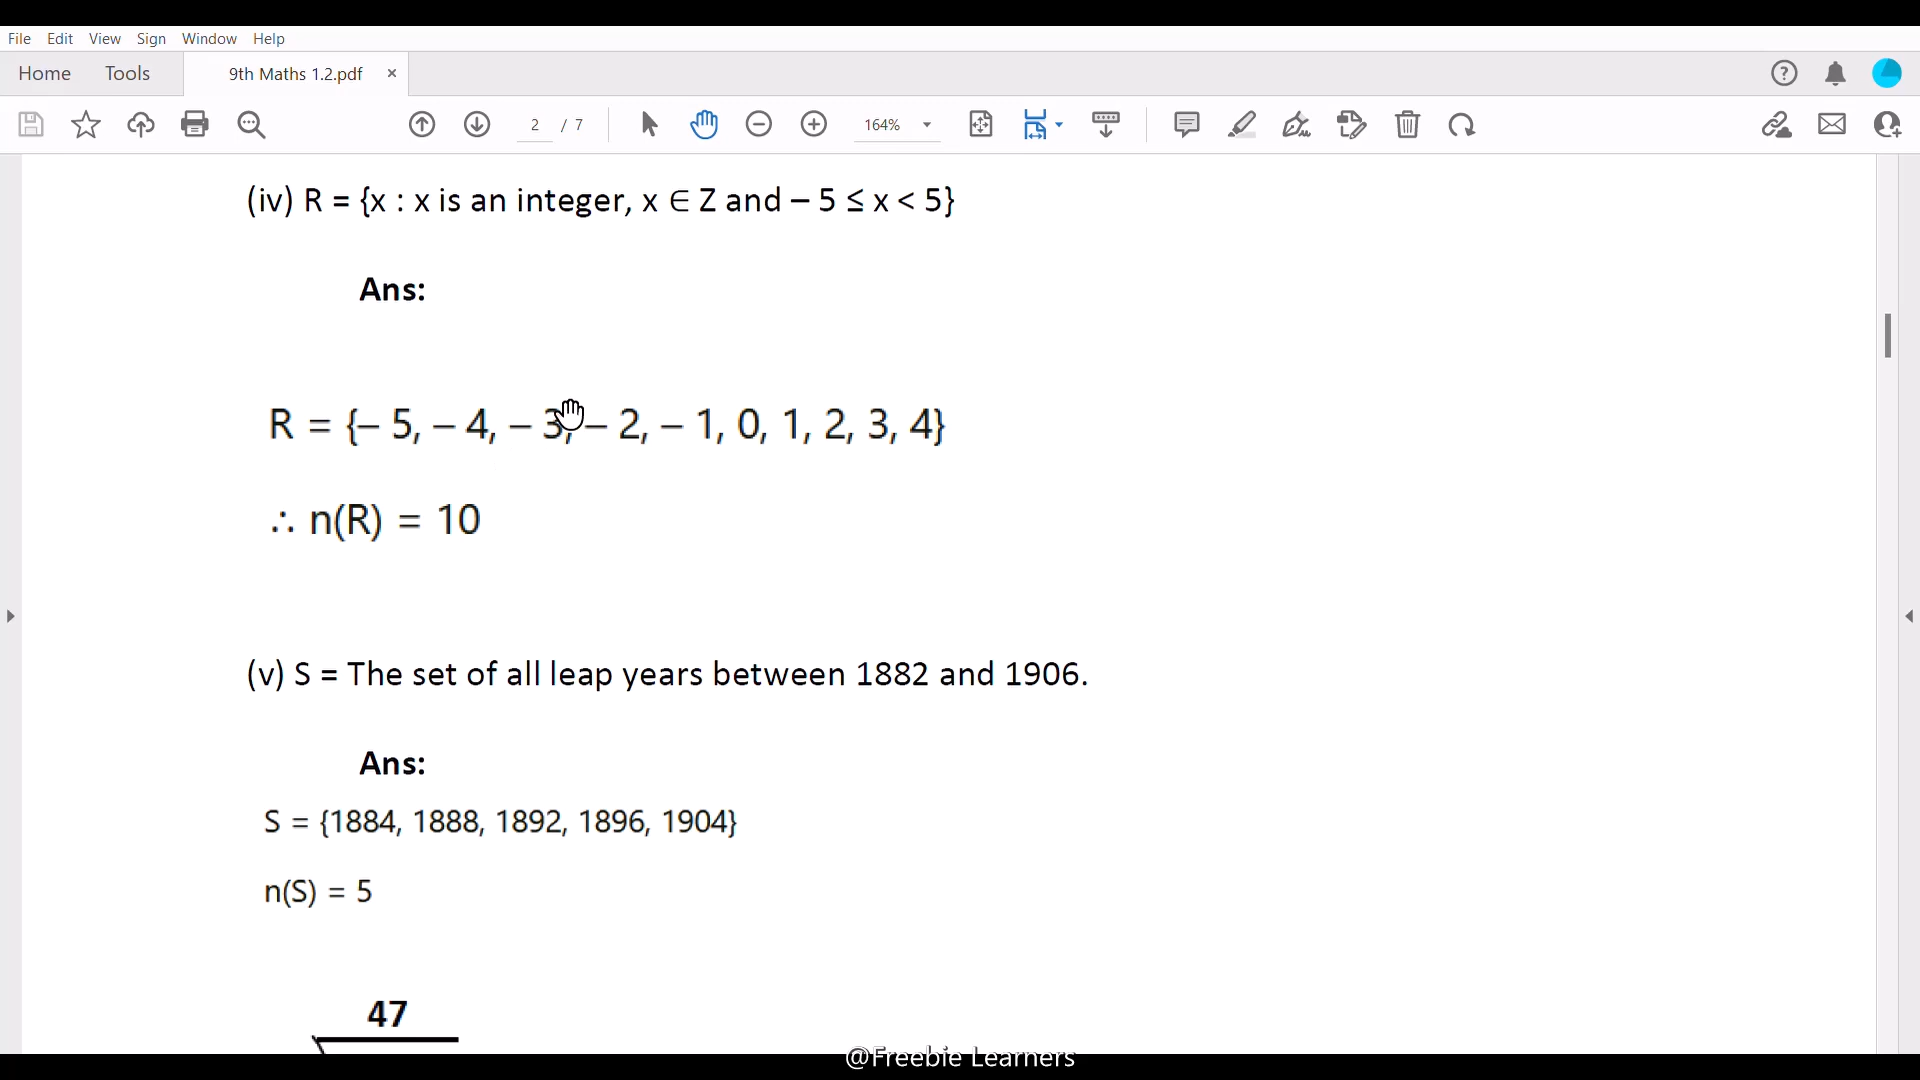 File Edit View Sign Window Help
Home Tools 9th Maths 1.2.pdf ×
2 / 7 164%
(iv) R = {x : x is an integer, x ∈ Z and – 5 ≤ x < 5}
Ans:
R = {– 5, – 4, – 3, – 2, – 1, 0, 1, 2, 3, 4}
∴ n(R) = 10
(v) S = The set of all leap years between 1882 and 1906.
Ans:
S = {1884, 1888, 1892, 1896, 1904}
n(S) = 5
47
@Freebie Learners